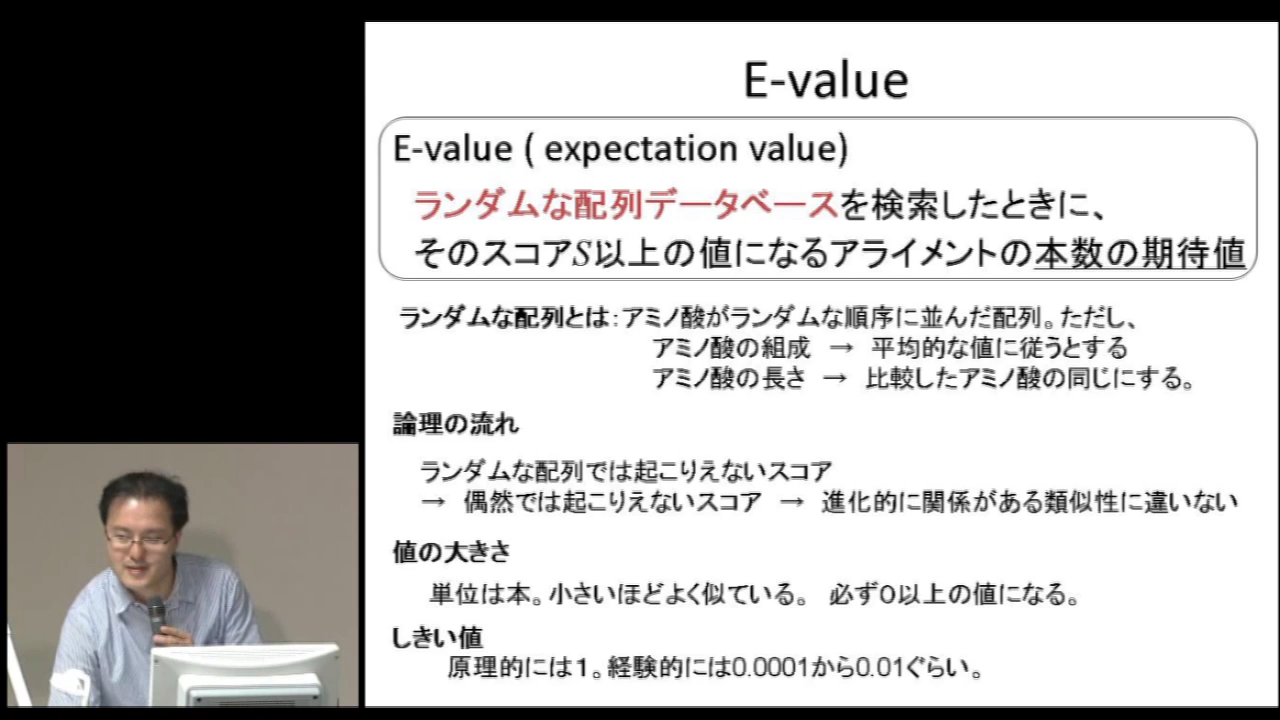 E-value
E-value ( expectation value)
ランダムな配列データベースを検索したときに、
そのスコアS以上の値になるアライメントの本数の期待値
ランダムな配列とは：アミノ酸がランダムな順序に並んだ配列。ただし、
アミノ酸の組成 → 平均的な値に従うとする
アミノ酸の長さ → 比較したアミノ酸の同じにする。
論理の流れ
ランダムな配列では起こりえないスコア
→ 偶然では起こりえないスコア → 進化的に関係がある類似性に違いない
値の大きさ
単位は本。小さいほどよく似ている。 必ず0以上の値になる。
しきい値
原理的には1。経験的には0.0001から0.01ぐらい。